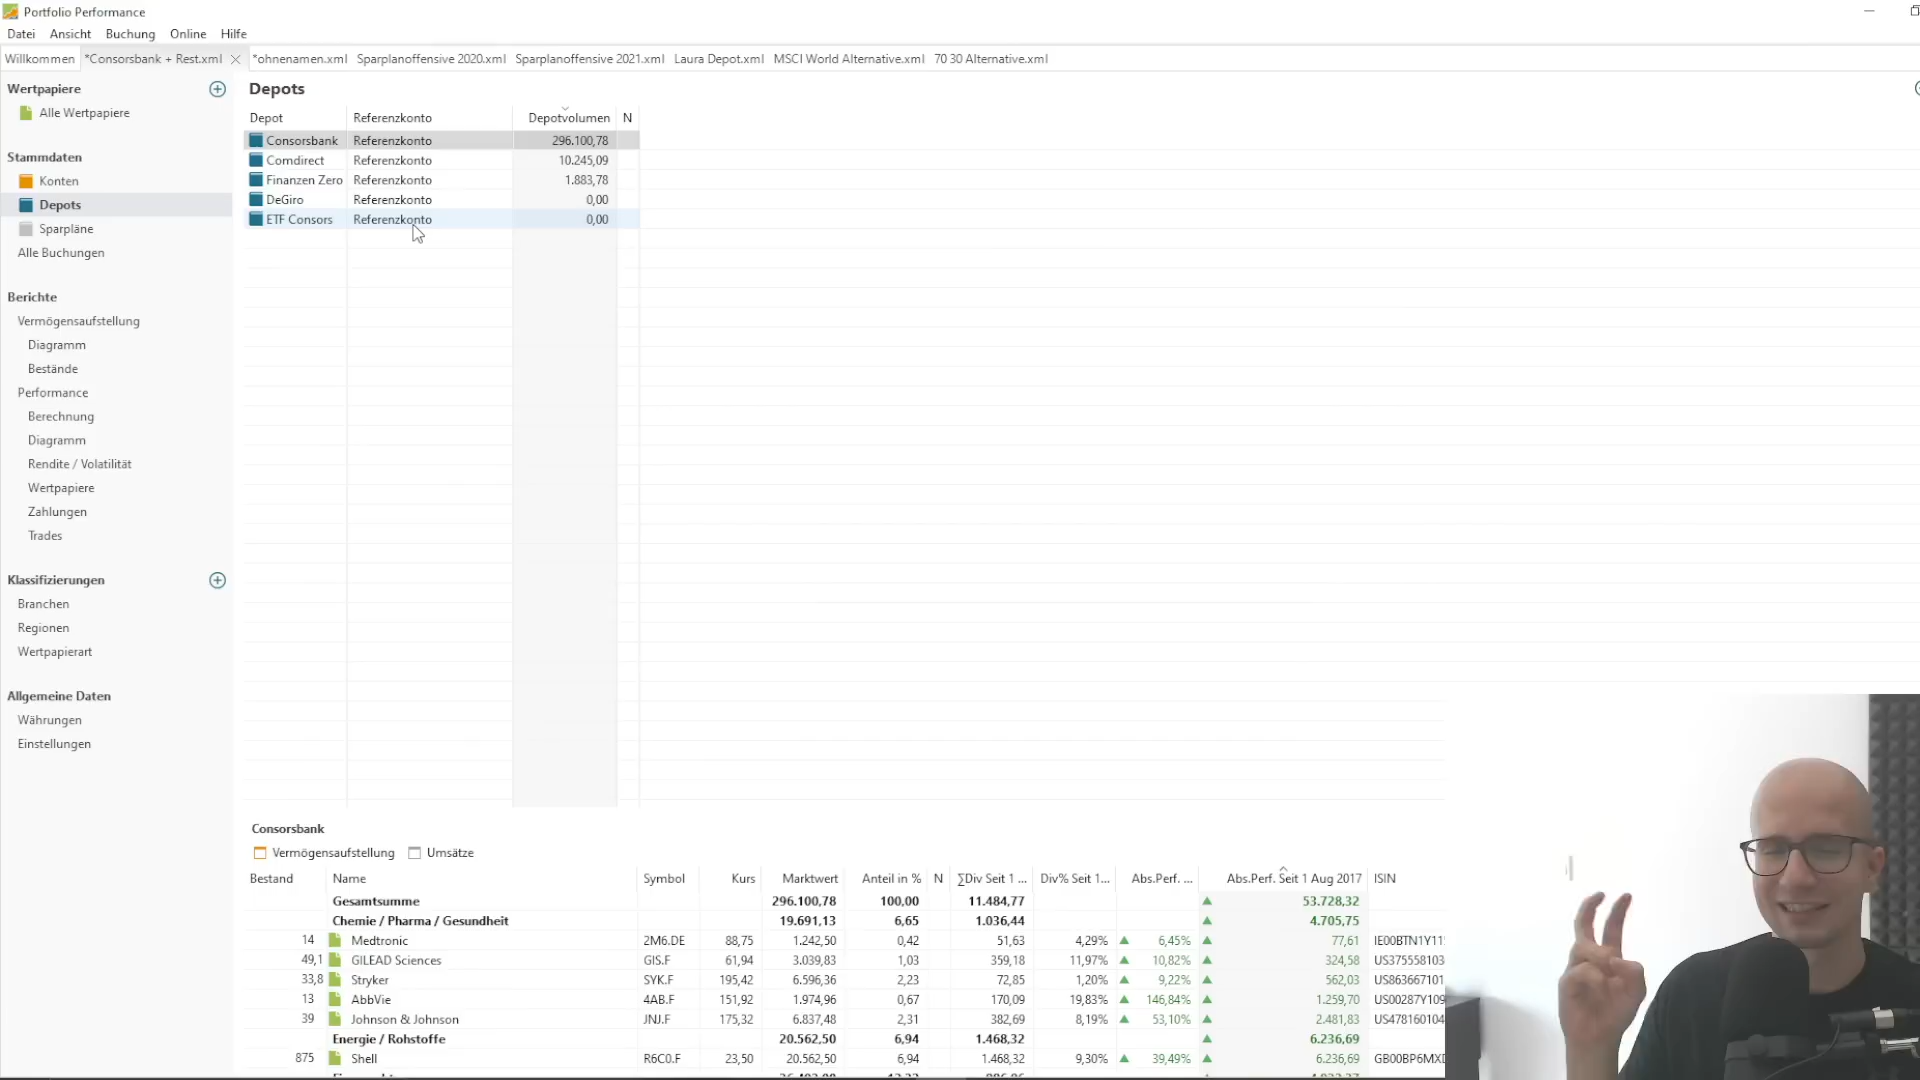 Portfolio Performance
Datei Ansicht Buchung Online Hilfe
Willkommen *Consorsbank + Rest.xml *ohnenamen.xml Sparplanoffensive 2020.xml Sparplanoffensive 2021.xml Laura Depot.xml MSCI World Alternative.xml 70 30 Alternative.xml
Wertpapiere
Alle Wertpapiere
Stammdaten
Konten
Depots
Sparpläne
Alle Buchungen
Berichte
Vermögensaufstellung
Diagramm
Bestände
Performance
Berechnung
Diagramm
Rendite / Volatilität
Wertpapiere
Zahlungen
Trades
Klassifizierungen
Branchen
Regionen
Wertpapierart
Allgemeine Daten
Währungen
Einstellungen
Depots
Depot Referenzkonto Depotvolumen N
Consorsbank Referenzkonto 296.100,78
Comdirect Referenzkonto 10.245,09
Finanzen Zero Referenzkonto 1.883,78
DeGiro Referenzkonto 0,00
ETF Consors Referenzkonto 0,00
Consorsbank
Vermögensaufstellung Umsätze
Bestand Name Symbol Kurs Marktwert Anteil in % N ∑Div Seit 1 ... Div% Seit 1... Abs.Perf. ... Abs.Perf. Seit 1 Aug 2017 ISIN
Gesamtsumme 296.100,78 100,00 11.484,77 53.728,32
Chemie / Pharma / Gesundheit 19.691,13 6,65 1.036,44 4.705,75
14 Medtronic 2M6.DE 88,75 1.242,50 0,42 51,63 4,29% 6,45% 77,61 IE00BTN1Y11
49,1 GILEAD Sciences GIS.F 61,94 3.039,83 1,03 359,18 11,97% 10,82% 324,58 US375558103
33,8 Stryker SYK.F 195,42 6.596,36 2,23 72,85 1,20% 9,22% 562,03 US863667101
13 AbbVie 4AB.F 151,92 1.974,96 0,67 170,09 19,83% 146,84% 1.259,70 US00287Y109
39 Johnson & Johnson JNJ.F 175,32 6.837,48 2,31 382,69 8,19% 53,10% 2.481,83 US478160104
Energie / Rohstoffe 20.562,50 6,94 1.468,32 6.236,69
875 Shell R6C0.F 23,50 20.562,50 6,94 1.468,32 9,30% 39,49% 6.236,69 GB00BP6MX